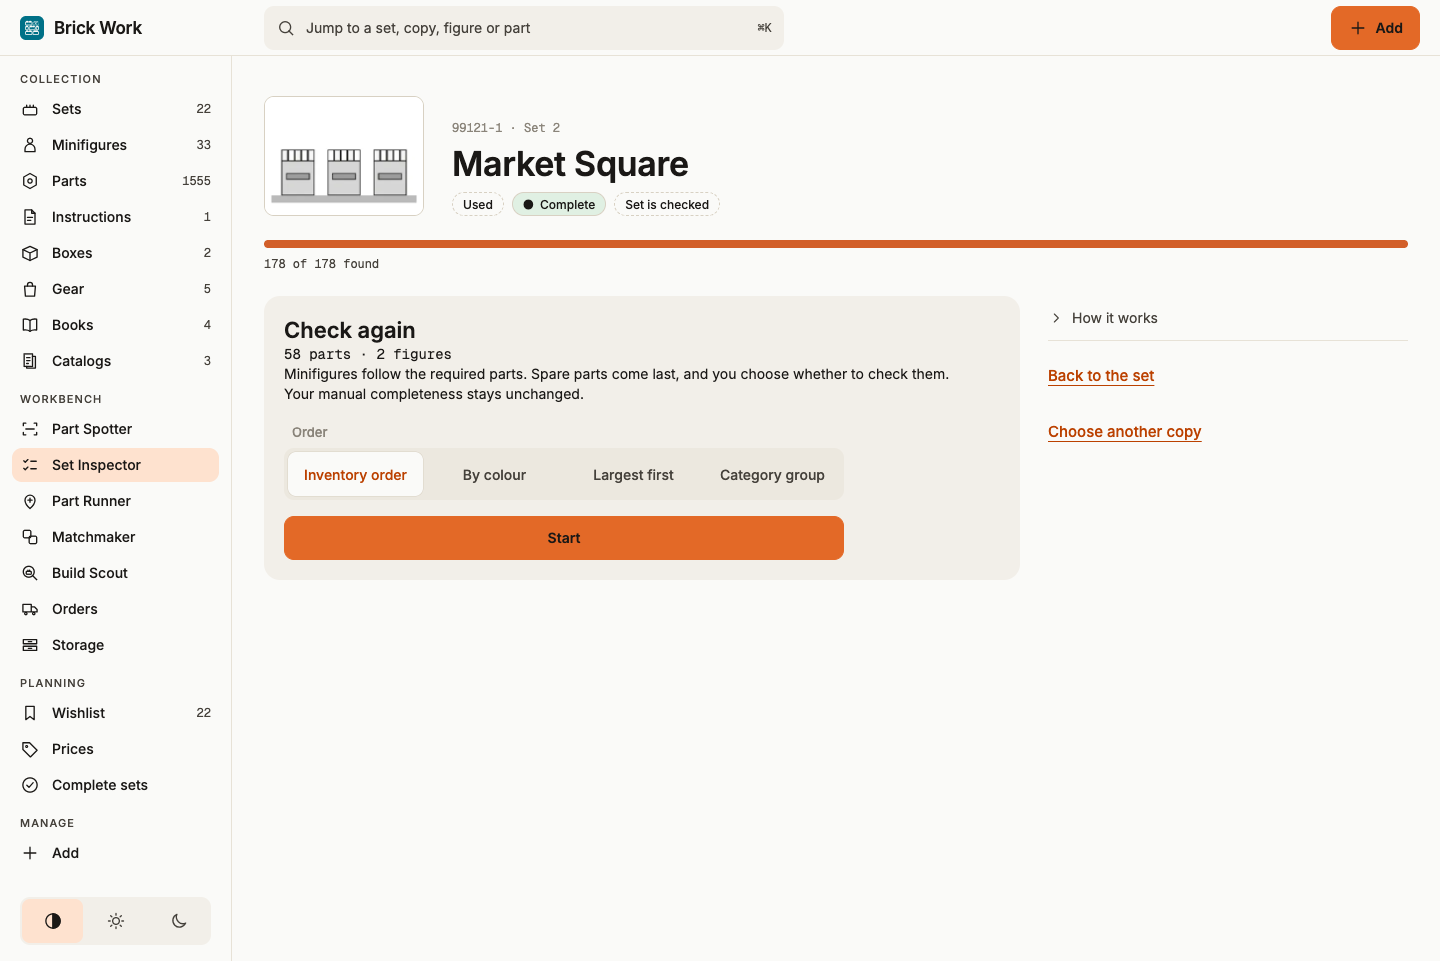 Brick Work
Jump to a set, copy, figure or part
⌘K
Add
COLLECTION
Sets 22
Minifigures 33
Parts 1555
Instructions 1
Boxes 2
Gear 5
Books 4
Catalogs 3
WORKBENCH
Part Spotter
Set Inspector
Part Runner
Matchmaker
Build Scout
Orders
Storage
PLANNING
Wishlist 22
Prices
Complete sets
MANAGE
Add
99121-1 · Set 2
Market Square
Used
Complete
Set is checked
178 of 178 found
Check again
58 parts · 2 figures
Minifigures follow the required parts. Spare parts come last, and you choose whether to check them.
Your manual completeness stays unchanged.
Order
Inventory order
By colour
Largest first
Category group
Start
How it works
Back to the set
Choose another copy